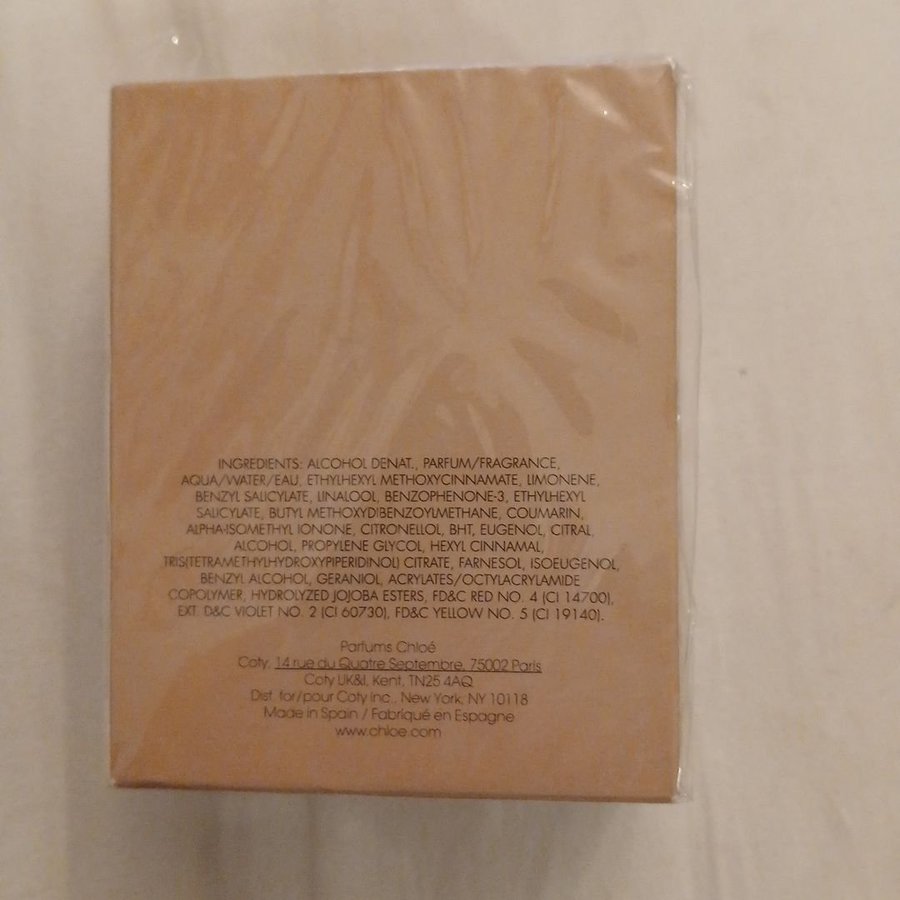 INGREDIENTS: ALCOHOL DENAT., PARFUM/FRAGRANCE,
AQUA/WATER/EAU, ETHYLHEXYL METHOXYCINNAMATE, LIMONENE,
BENZYL SALICYLATE, LINALOOL, BENZOPHENONE-3, ETHYLHEXYL
SALICYLATE, BUTYL METHOXYDIBENZOYLMETHANE, COUMARIN,
ALPHA-ISOMETHYL IONONE, CITRONELLOL, BHT, EUGENOL, CITRAL,
ALCOHOL, PROPYLENE GLYCOL, HEXYL CINNAMAL,
TRIS(TETRAMETHYLHYDROXYPIPERIDINOL) CITRATE, FARNESOL, ISOEUGENOL,
BENZYL ALCOHOL, GERANIOL, ACRYLATES/OCTYLACRYLAMIDE
COPOLYMER, HYDROLYZED JOJOBA ESTERS, FD&C RED NO. 4 (CI 14700),
EXT. D&C VIOLET NO. 2 (CI 60730), FD&C YELLOW NO. 5 (CI 19140).
Parfums Chloé
Coty, 14 rue du Quatre Septembre, 75002 Paris
Coty UK&I, Kent, TN25 4AQ
Dist. for/pour Coty Inc., New York, NY 10118
Made in Spain / Fabriqué en Espagne
www.chloe.com